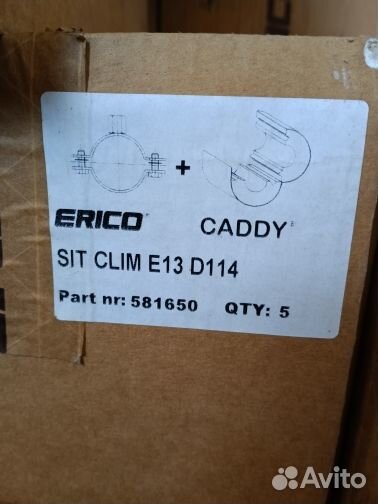 +
ERICO CADDY®
SIT CLIM E13 D114
Part nr: 581650 QTY: 5
Avito